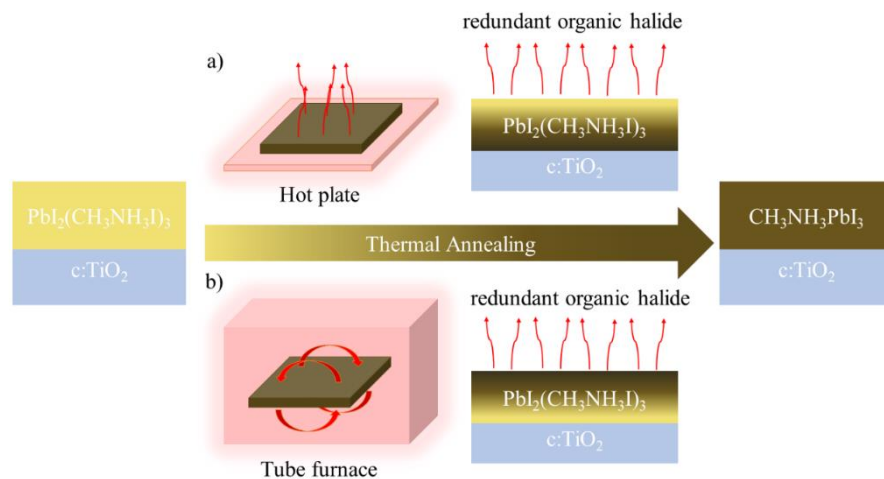 a)
redundant organic halide
PbI₂(CH₃NH₃I)₃
c:TiO₂
Hot plate
PbI₂(CH₃NH₃I)₃
c:TiO₂
Thermal Annealing
CH₃NH₃PbI₃
c:TiO₂
b)
redundant organic halide
PbI₂(CH₃NH₃I)₃
c:TiO₂
Tube furnace